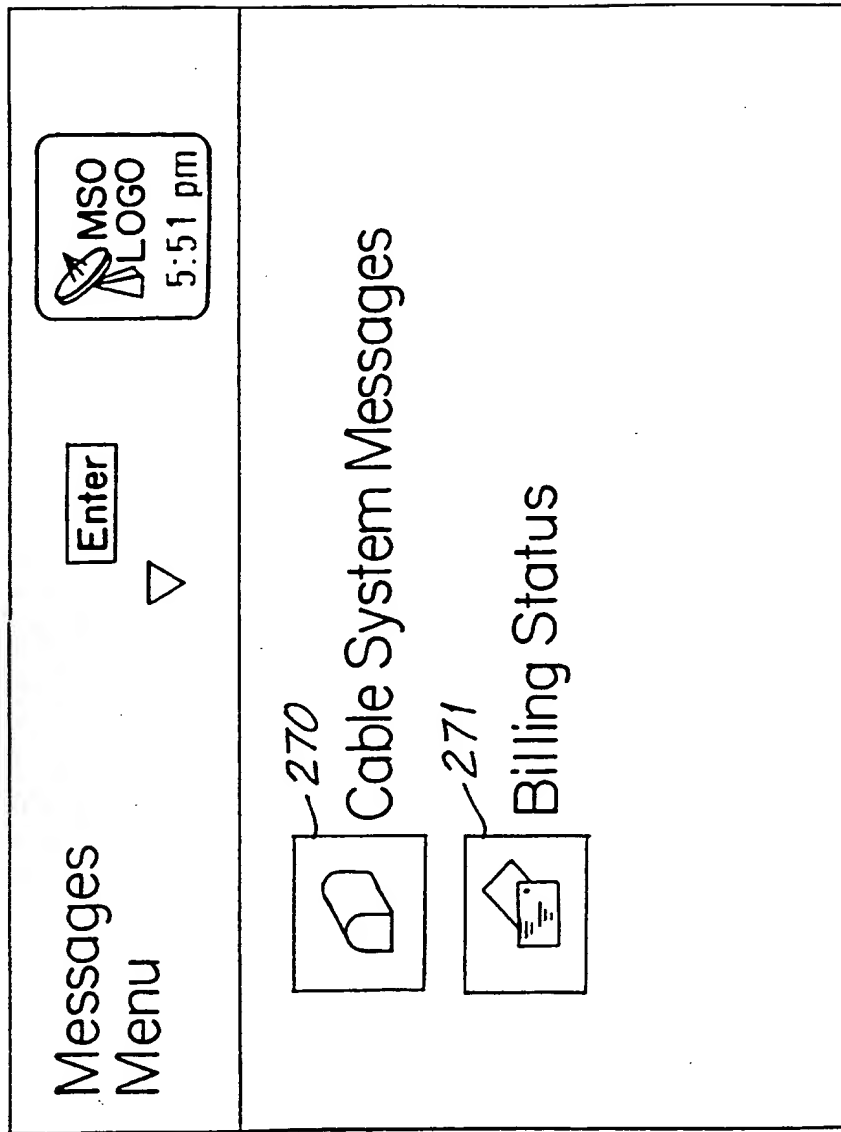 Messages
Menu
Enter
MSO
LOGO
5:51 pm
270
Cable System Messages
271
Billing Status